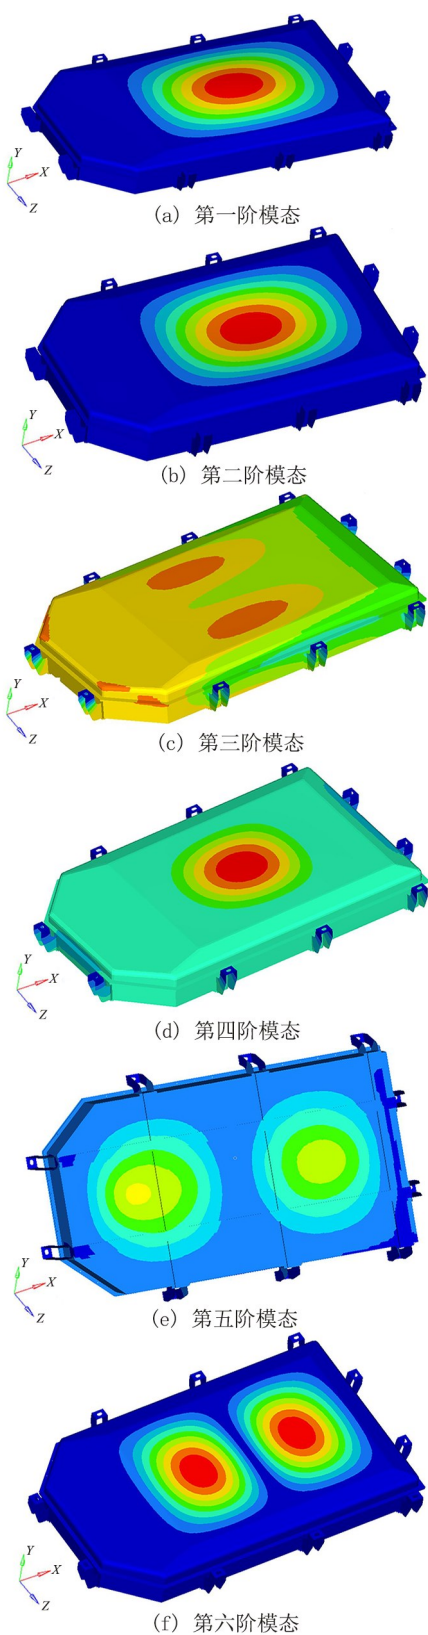 Y
X
Z
(a) 第一阶模态
Y
X
Z
(b) 第二阶模态
Y
X
Z
(c) 第三阶模态
Y
X
Z
(d) 第四阶模态
Y
X
Z
(e) 第五阶模态
Y
X
Z
(f) 第六阶模态